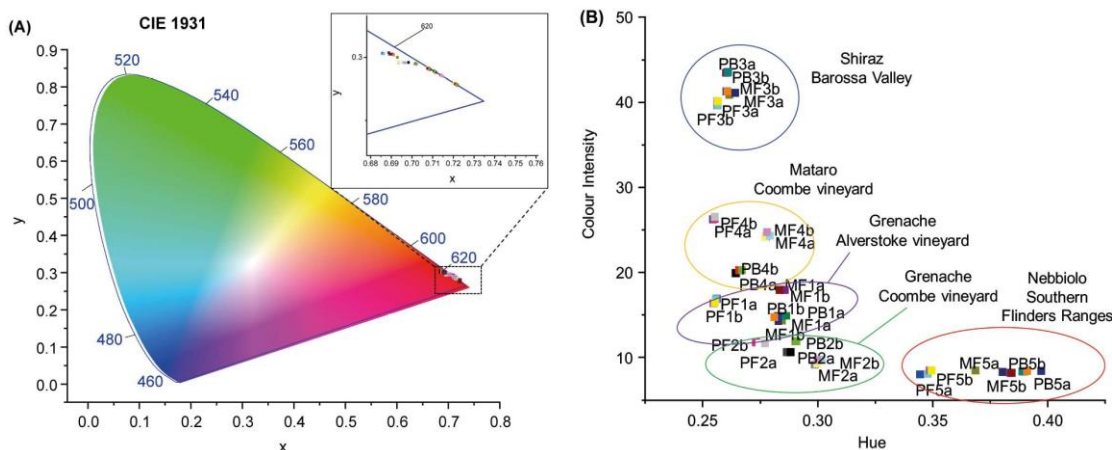 (A)
CIE 1931
0.9
0.8
0.7
0.6
0.5
0.4
0.3
0.2
0.1
0.0
y
0.0 0.1 0.2 0.3 0.4 0.5 0.6 0.7 0.8
x
520
540
560
580
600
620
500
480
460
620
0.3
y
0.68 0.69 0.70 0.71 0.72 0.73 0.74 0.75 0.76
x
(B)
50
40
30
20
10
Colour Intensity
0.25 0.30 0.35 0.40
Hue
Shiraz
Barossa Valley
PB3a
PB3b
MF3b
MF3a
PF3a
PF3b
Mataro
Coombe vineyard
PF4b
PF4a
MF4b
MF4a
PB4b
PB4a
Grenache
Alverstoke vineyard
MF1a
MF1b
PF1a
PF1b
PB1b
PB1a
MF1a
MF1b
Grenache
Coombe vineyard
PF2b
PB2b
PF2a
PB2a
MF2b
MF2a
Nebbiolo
Southern
Flinders Ranges
MF5a
PB5b
PF5b
PF5a
MF5b
PB5a